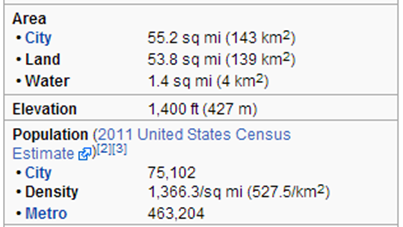 Area
• City 55.2 sq mi (143 km2)
• Land 53.8 sq mi (139 km2)
• Water 1.4 sq mi (4 km2)
Elevation 1,400 ft (427 m)
Population (2011 United States Census
Estimate)[2][3]
• City 75,102
• Density 1,366.3/sq mi (527.5/km2)
• Metro 463,204